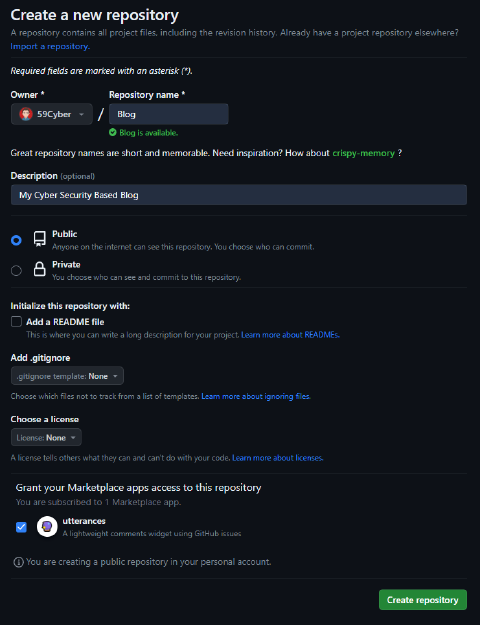 Create a new repository
A repository contains all project files, including the revision history. Already have a project repository elsewhere?
Import a repository.
Required fields are marked with an asterisk (*).
Owner * Repository name *
59Cyber / Blog
Blog is available.
Great repository names are short and memorable. Need inspiration? How about crispy-memory ?
Description (optional)
My Cyber Security Based Blog
Public
Anyone on the internet can see this repository. You choose who can commit.
Private
You choose who can see and commit to this repository.
Initialize this repository with:
Add a README file
This is where you can write a long description for your project. Learn more about READMEs.
Add .gitignore
.gitignore template: None
Choose which files not to track from a list of templates. Learn more about ignoring files.
Choose a license
License: None
A license tells others what they can and can't do with your code. Learn more about licenses.
Grant your Marketplace apps access to this repository
You are subscribed to 1 Marketplace app.
utterances
A lightweight comments widget using GitHub issues
You are creating a public repository in your personal account.
Create repository